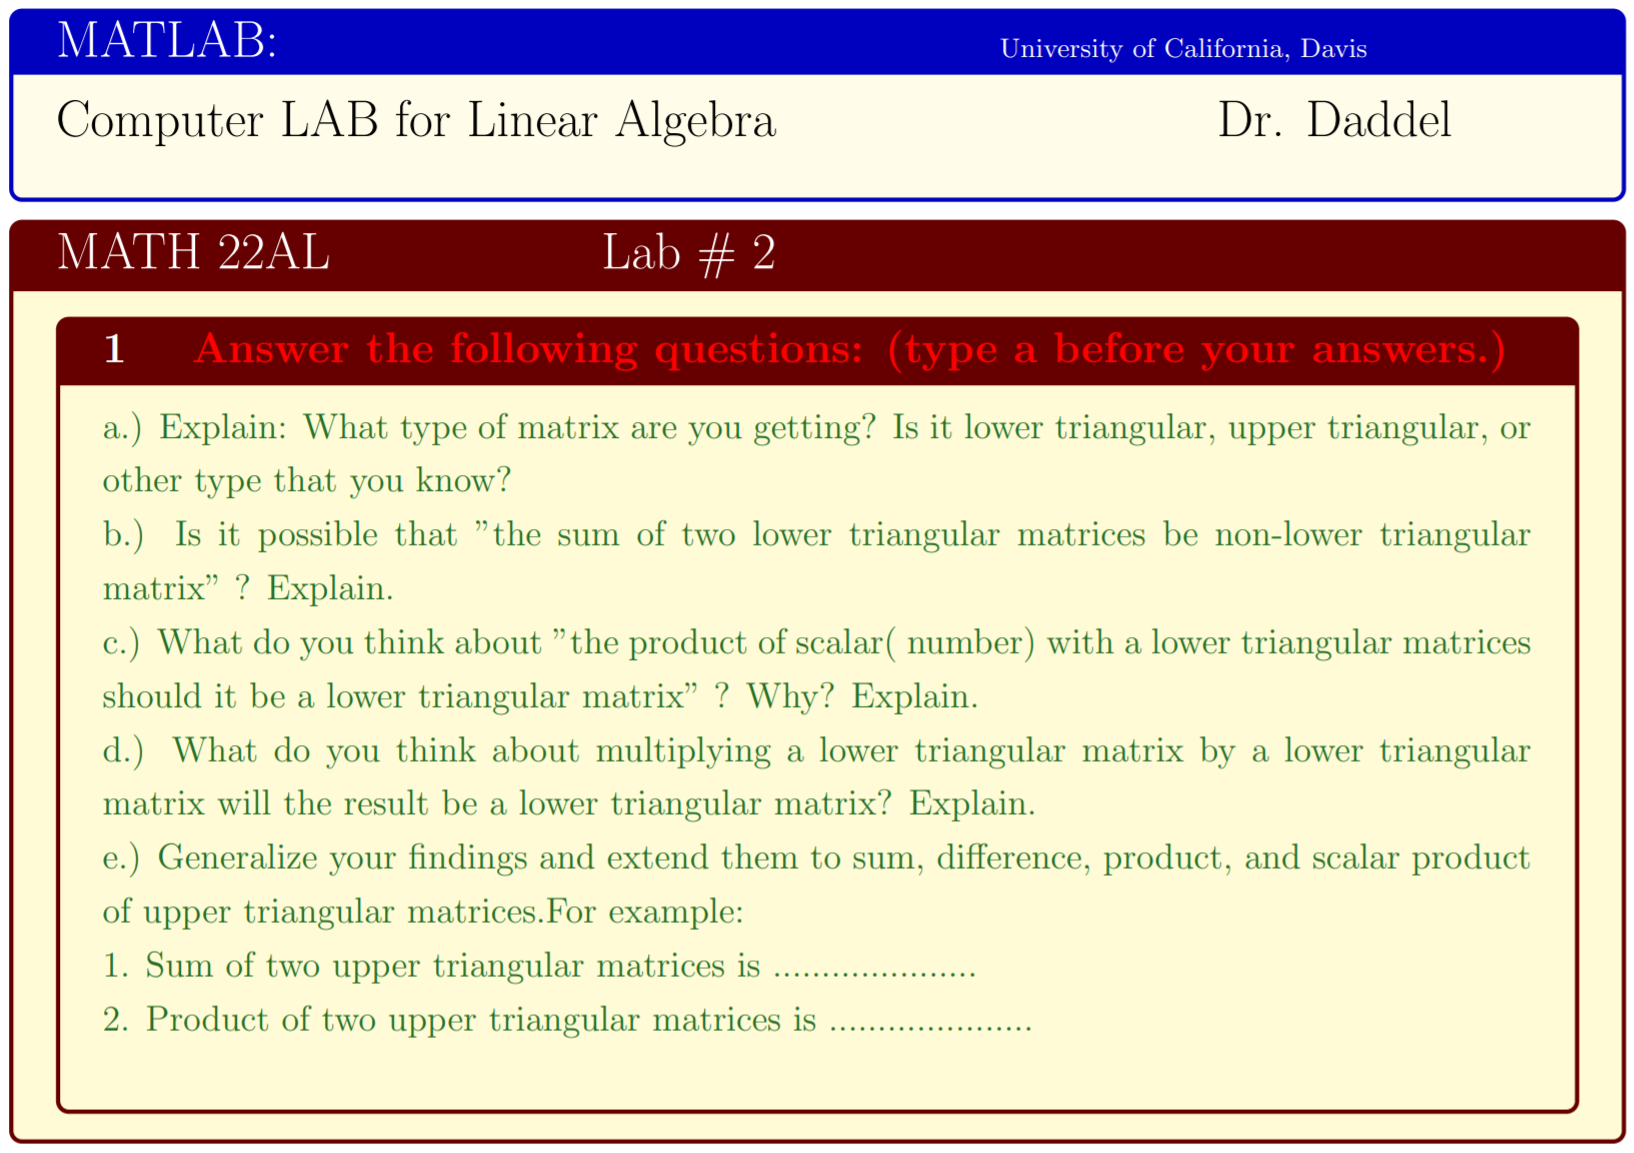 MATLAB: University of California, Davis
Computer LAB for Linear Algebra Dr. Daddel
MATH 22AL Lab # 2
1 Answer the following questions: (type a before your answers.)
a.) Explain: What type of matrix are you getting? Is it lower triangular, upper triangular, or
other type that you know?
b.) Is it possible that ”the sum of two lower triangular matrices be non-lower triangular
matrix” ? Explain.
c.) What do you think about ”the product of scalar( number) with a lower triangular matrices
should it be a lower triangular matrix” ? Why? Explain.
d.) What do you think about multiplying a lower triangular matrix by a lower triangular
matrix will the result be a lower triangular matrix? Explain.
e.) Generalize your findings and extend them to sum, difference, product, and scalar product
of upper triangular matrices.For example:
1. Sum of two upper triangular matrices is .....................
2. Product of two upper triangular matrices is .....................